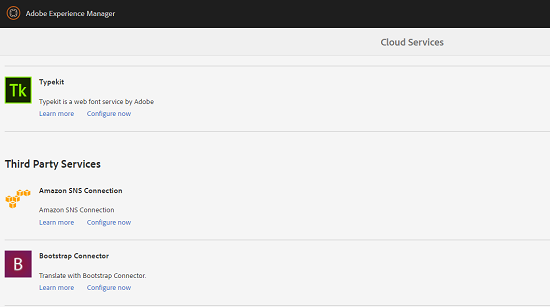 Adobe Experience Manager
Cloud Services
Tk
Typekit
Typekit is a web font service by Adobe
Learn more Configure now
Third Party Services
Amazon SNS Connection
Amazon SNS Connection
Learn more Configure now
B
Bootstrap Connector
Translate with Bootstrap Connector.
Learn more Configure now